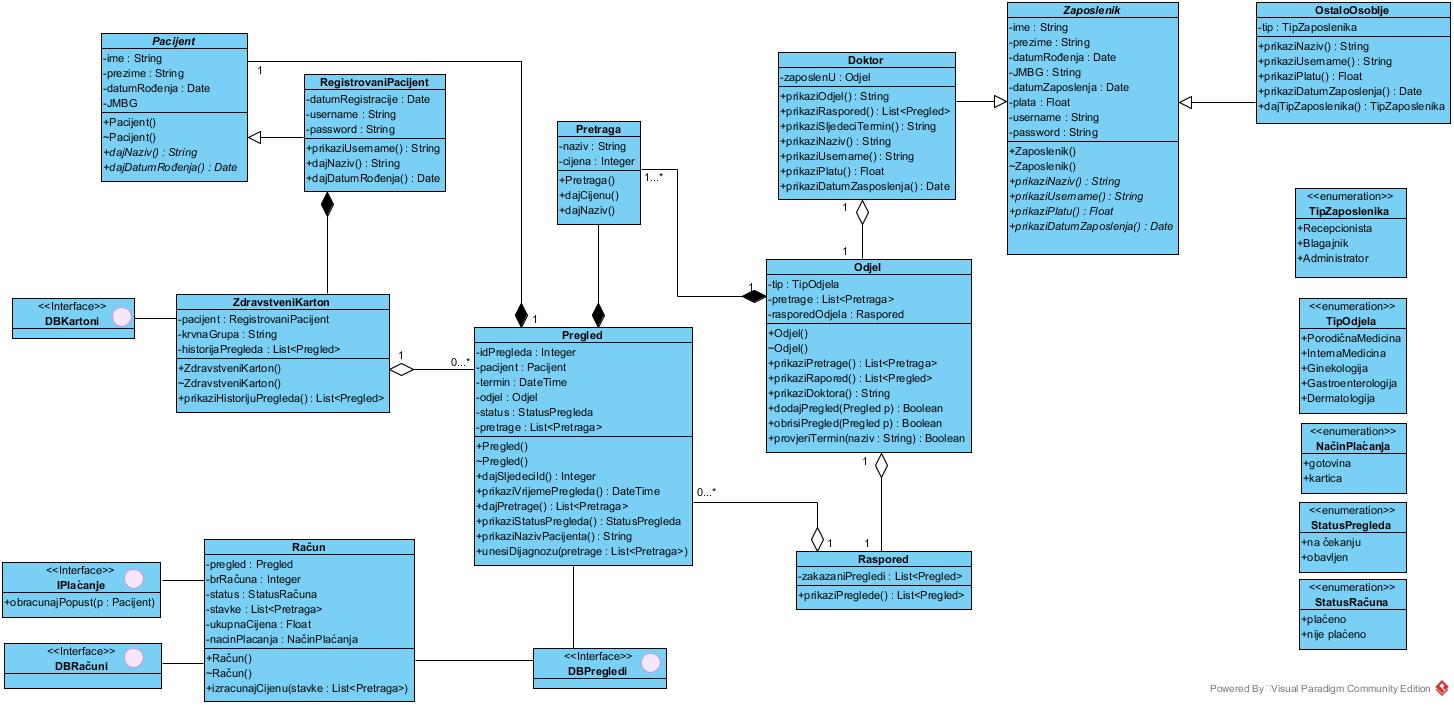 Pacijent
-ime : String
-prezime : String
-datumRođenja : Date
-JMBG
+Pacijent()
~Pacijent()
+dajNaziv() : String
+dajDatumRođenja() : Date
1
RegistrovaniPacijent
-datumRegistracije : Date
-username : String
-password : String
+prikaziUsername() : String
+dajNaziv() : String
+dajDatumRođenja() : Date
Pretraga
-naziv : String
-cijena : Integer
+Pretraga()
+dajCijenu()
+dajNaziv()
1...*
Doktor
-zaposlenU : Odjel
+prikaziOdjel() : String
+prikaziRaspored() : List<Pregled>
+prikaziSljedeciTermin() : String
+prikaziNaziv() : String
+prikaziUsername() : String
+prikaziPlatu() : Float
+prikaziDatumZasposlenja() : Date
Zaposlenik
-ime : String
-prezime : String
-datumRođenja : Date
-JMBG : String
-datumZaposlenja : Date
-plata : Float
-username : String
-password : String
+Zaposlenik()
~Zaposlenik()
+prikaziNaziv() : String
+prikaziUsername() : String
+prikaziPlatu() : Float
+prikaziDatumZaposlenja() : Date
OstaloOsoblje
-tip : TipZaposlenika
+prikaziNaziv() : String
+prikaziUsername() : String
+prikaziPlatu() : Float
+prikaziDatumZaposlenja() : Date
+dajTipZaposlenika() : TipZaposlenika
<<enumeration>>
TipZaposlenika
+Recepcionista
+Blagajnik
+Administrator
1
1
1
Odjel
-tip : TipOdjela
-pretrage : List<Pretraga>
-rasporedOdjela : Raspored
+Odjel()
~Odjel()
+prikaziPretrage() : List<Pretraga>
+prikaziRapored() : List<Pregled>
+prikaziDoktora() : String
+dodajPregled(Pregled p) : Boolean
+obrisiPregled(Pregled p) : Boolean
+provjeriTermin(naziv : String) : Boolean
<<Interface>>
DBKartoni
ZdravstveniKarton
-pacijent : RegistrovaniPacijent
-krvnaGrupa : String
-historijaPregleda : List<Pregled>
+ZdravstveniKarton()
~ZdravstveniKarton()
+prikaziHistorijuPregleda() : List<Pregled>
1
0...*
1
Pregled
-idPregleda : Integer
-pacijent : Pacijent
-termin : DateTime
-odjel : Odjel
-status : StatusPregleda
-pretrage : List<Pretraga>
+Pregled()
~Pregled()
+dajSljedeciId() : Integer
+prikaziVrijemePregleda() : DateTime
+dajPretrage() : List<Pretraga>
+prikaziStatusPregleda() : StatusPregleda
+prikaziNazivPacijenta() : String
+unesiDijagnozu(pretrage : List<Pretraga>)
<<enumeration>>
TipOdjela
+PorodičnaMedicina
+InternaMedicina
+Ginekologija
+Gastroenterologija
+Dermatologija
<<enumeration>>
NačinPlaćanja
+gotovina
+kartica
1
0...*
1
1
Raspored
-zakazaniPregledi : List<Pregled>
+prikaziPreglede() : List<Pregled>
<<enumeration>>
StatusPregleda
+na čekanju
+obavljen
<<enumeration>>
StatusRačuna
+plaćeno
+nije plaćeno
<<Interface>>
IPlaćanje
+obracunajPopust(p : Pacijent)
Račun
-pregled : Pregled
-brRačuna : Integer
-status : StatusRačuna
-stavke : List<Pretraga>
-ukupnaCijena : Float
-nacinPlacanja : NačinPlaćanja
+Račun()
~Račun()
+izracunajCijenu(stavke : List<Pretraga>)
<<Interface>>
DBRačuni
<<Interface>>
DBPregledi
Powered By Visual Paradigm Community Edition